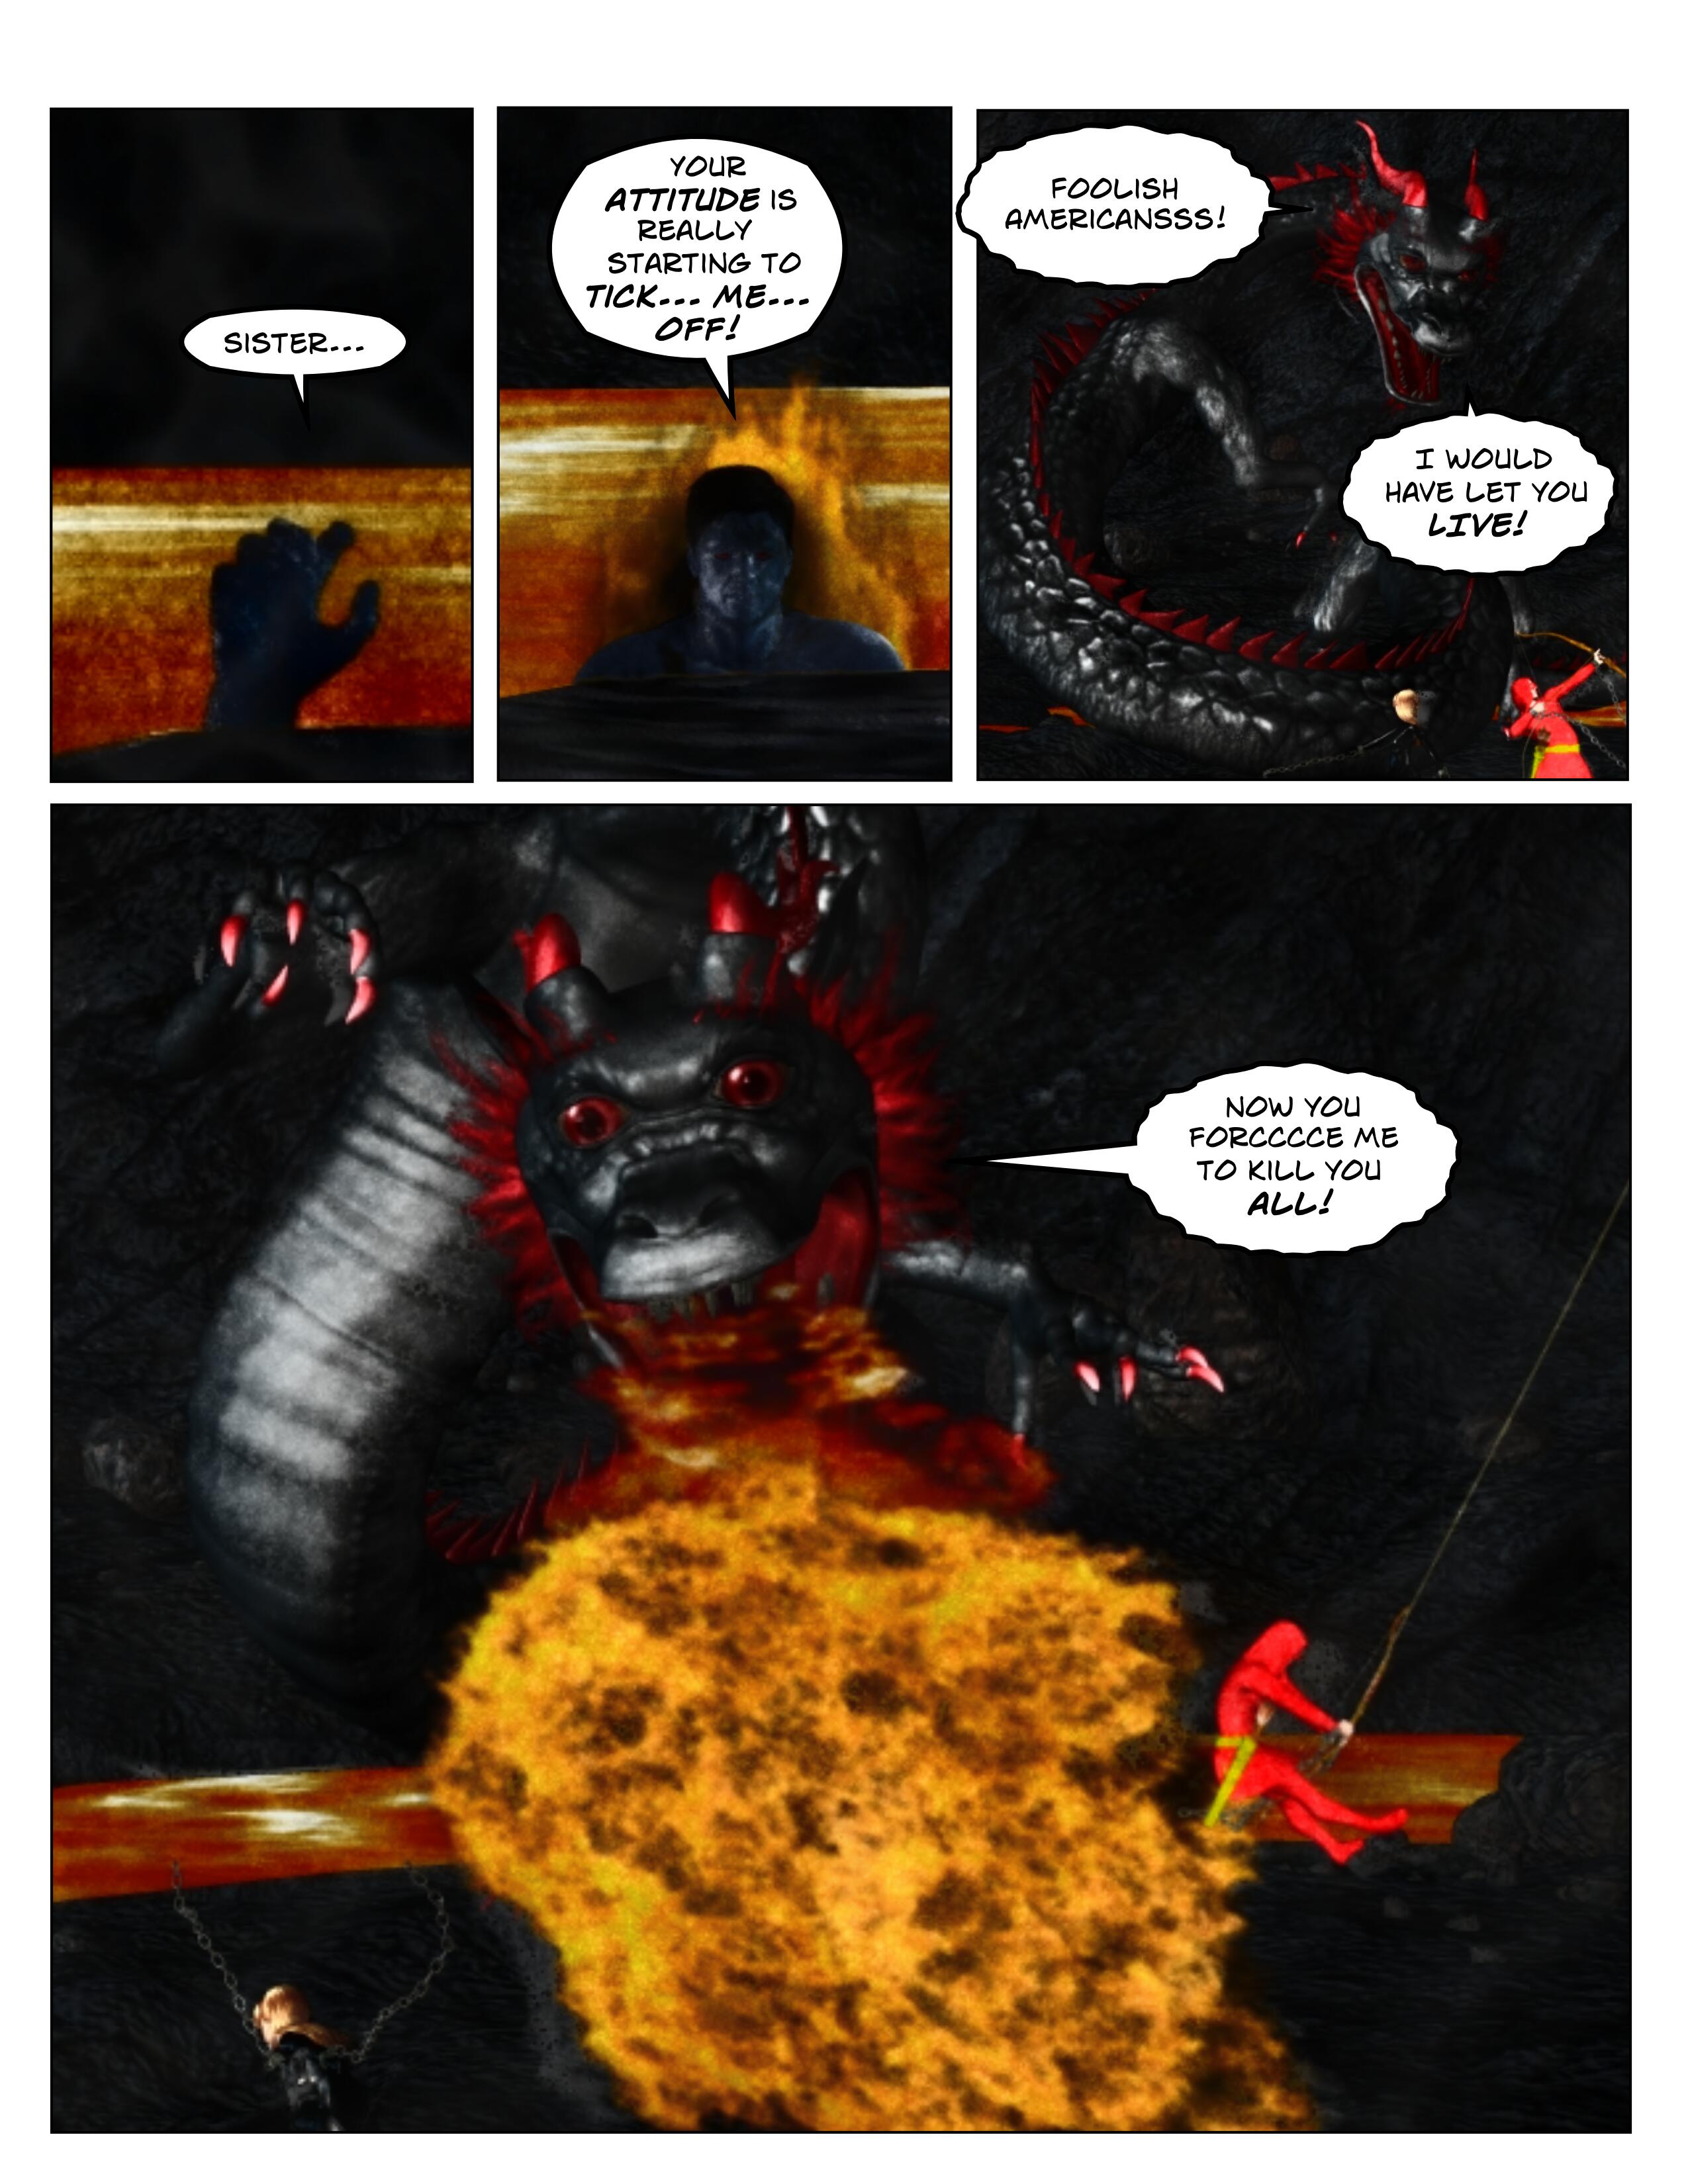 SISTER...
YOUR
ATTITUDE IS
REALLY
STARTING TO
TICK... ME...
OFF!
FOOLISH
AMERICANSSS!
I WOULD
HAVE LET YOU
LIVE!
NOW YOU
FORCCCCE ME
TO KILL YOU
ALL!